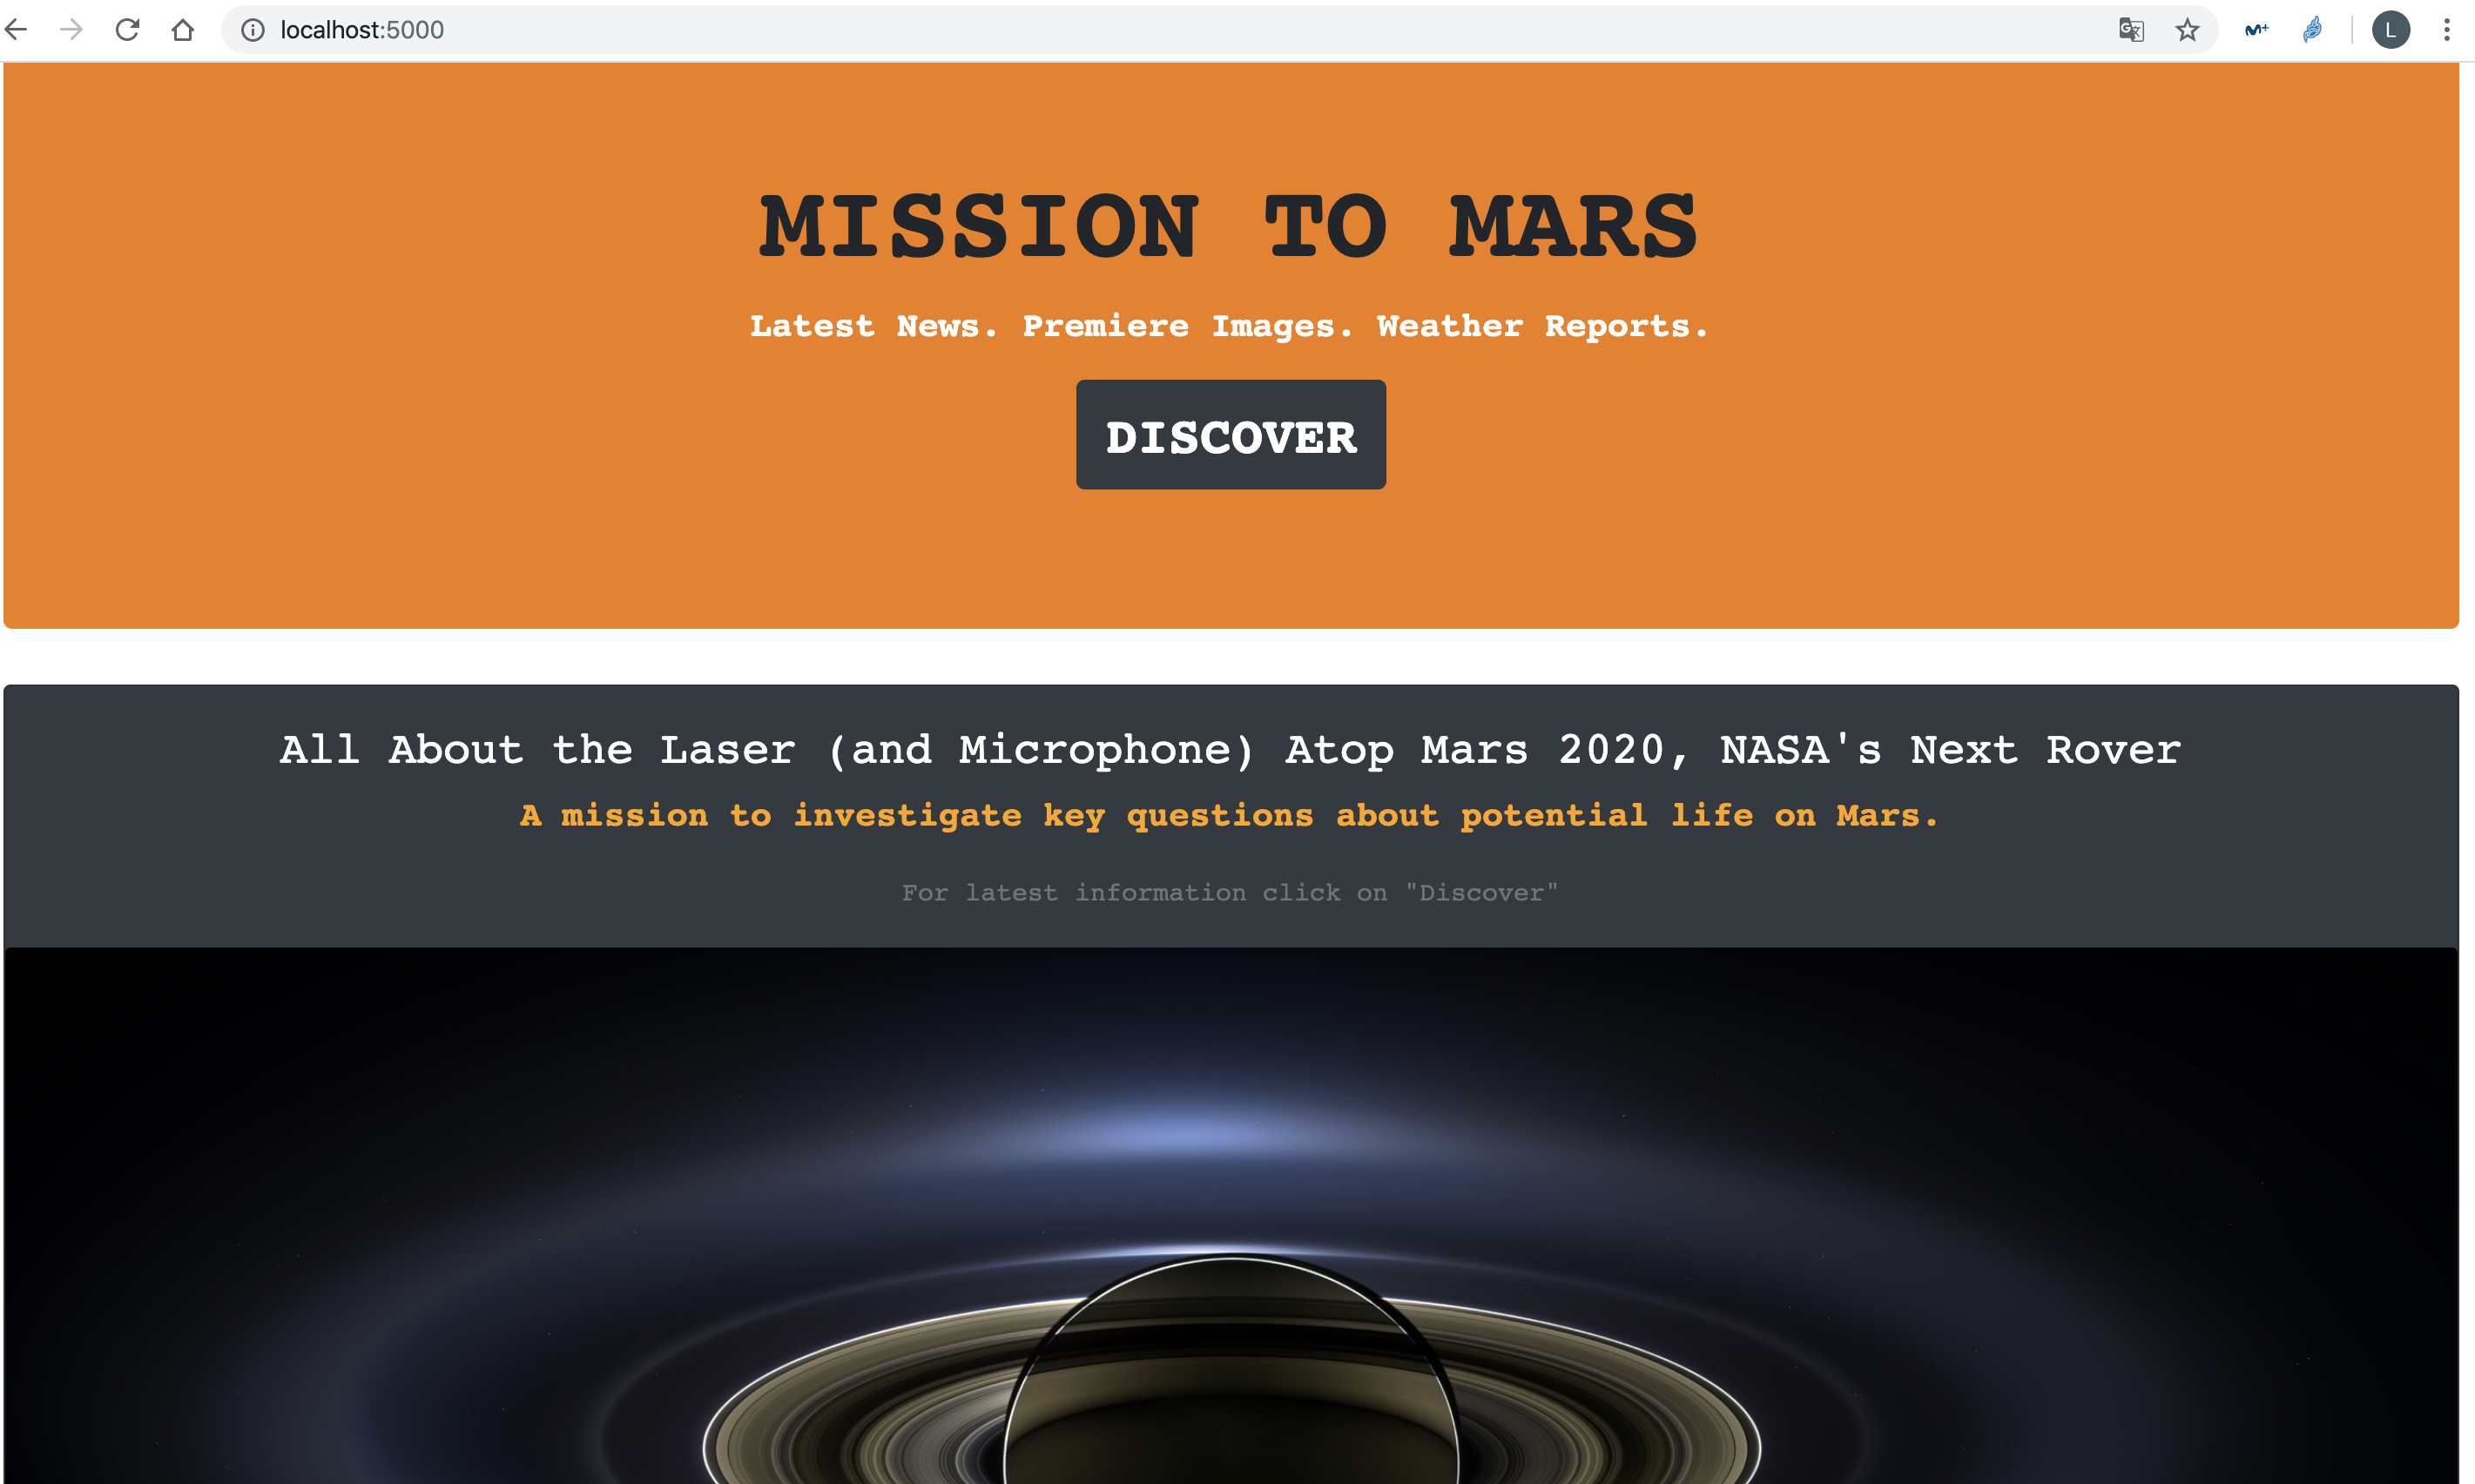 localhost:5000
L
MISSION TO MARS
Latest News. Premiere Images. Weather Reports.
DISCOVER
All About the Laser (and Microphone) Atop Mars 2020, NASA's Next Rover
A mission to investigate key questions about potential life on Mars.
For latest information click on "Discover"